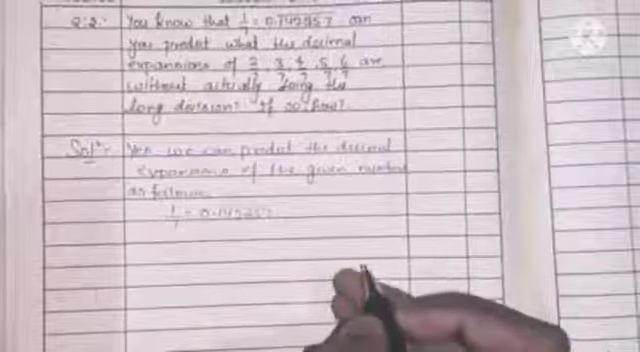 Q.2:- You know that 1/7 = 0.142857 can
you predict what the decimal
expansions of 2/7, 3/7, 4/7, 5/7, 6/7 are
without actually doing the
long division? If so how?
Solⁿ:- Yes we can predict the decimal
expansions of the given number
as follows
1/7 = 0.142857